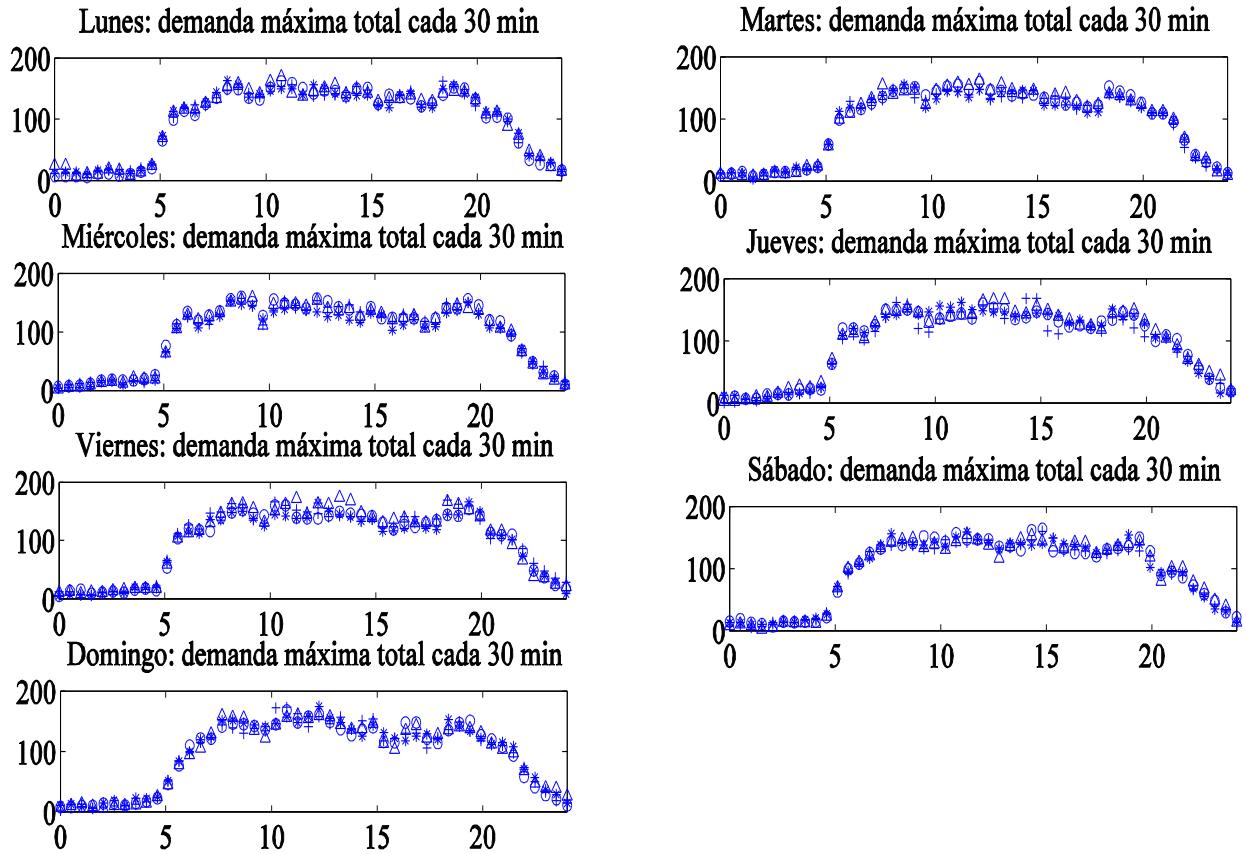 Lunes: demanda máxima total cada 30 min
200
100
0
0 5 10 15 20
Martes: demanda máxima total cada 30 min
200
100
0
0 5 10 15 20
Miércoles: demanda máxima total cada 30 min
200
100
0
0 5 10 15 20
Jueves: demanda máxima total cada 30 min
200
100
0
0 5 10 15 20
Viernes: demanda máxima total cada 30 min
200
100
0
0 5 10 15 20
Sábado: demanda máxima total cada 30 min
200
100
0
0 5 10 15 20
Domingo: demanda máxima total cada 30 min
200
100
0
0 5 10 15 20